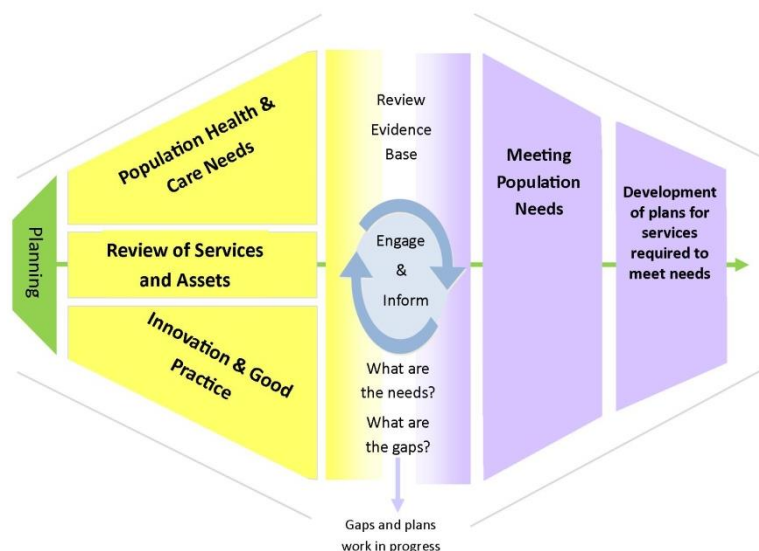 Planning
Population Health &
Care Needs
Review of Services
and Assets
Innovation & Good
Practice
Review
Evidence
Base
Engage
&
Inform
What are
the needs?
What are
the gaps?
Gaps and plans
work in progress
Meeting
Population
Needs
Development
of plans for
services
required to
meet needs